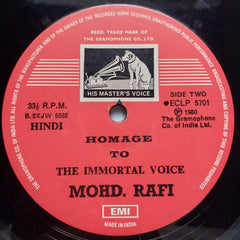 REGD. TRADE MARK OF
THE GRAMOPHONE CO. LTD.
HIS MASTER'S VOICE
33⅓ R.P.M.
B.2XJW 5532
HINDI
SIDE TWO
ECLP 5701
℗ 1980
The Gramophone
Co. of India Ltd.
HOMAGE
TO
THE IMMORTAL VOICE
MOHD. RAFI
EMI
MADE IN INDIA